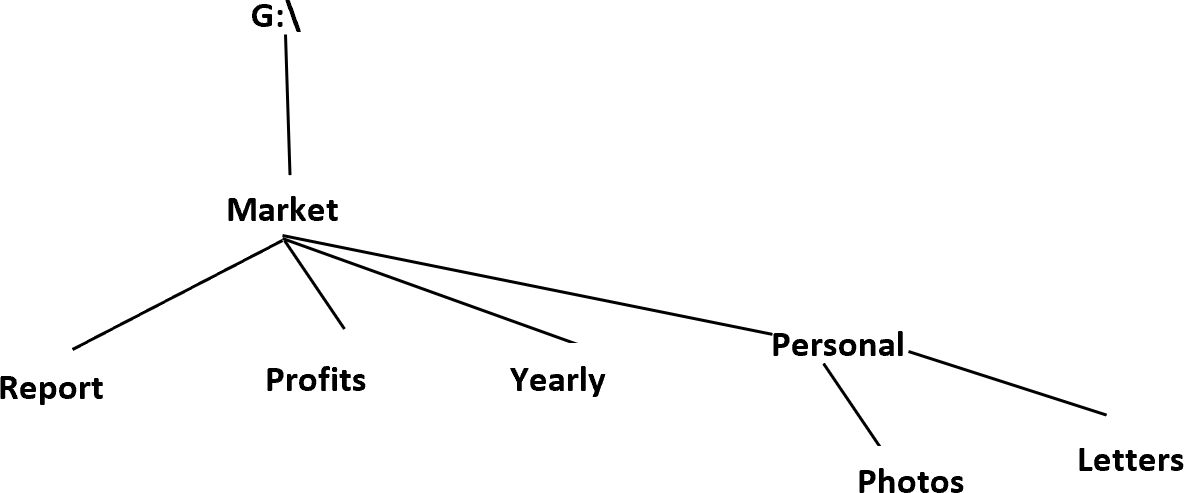 G:\
Market
Report
Profits
Yearly
Personal
Photos
Letters